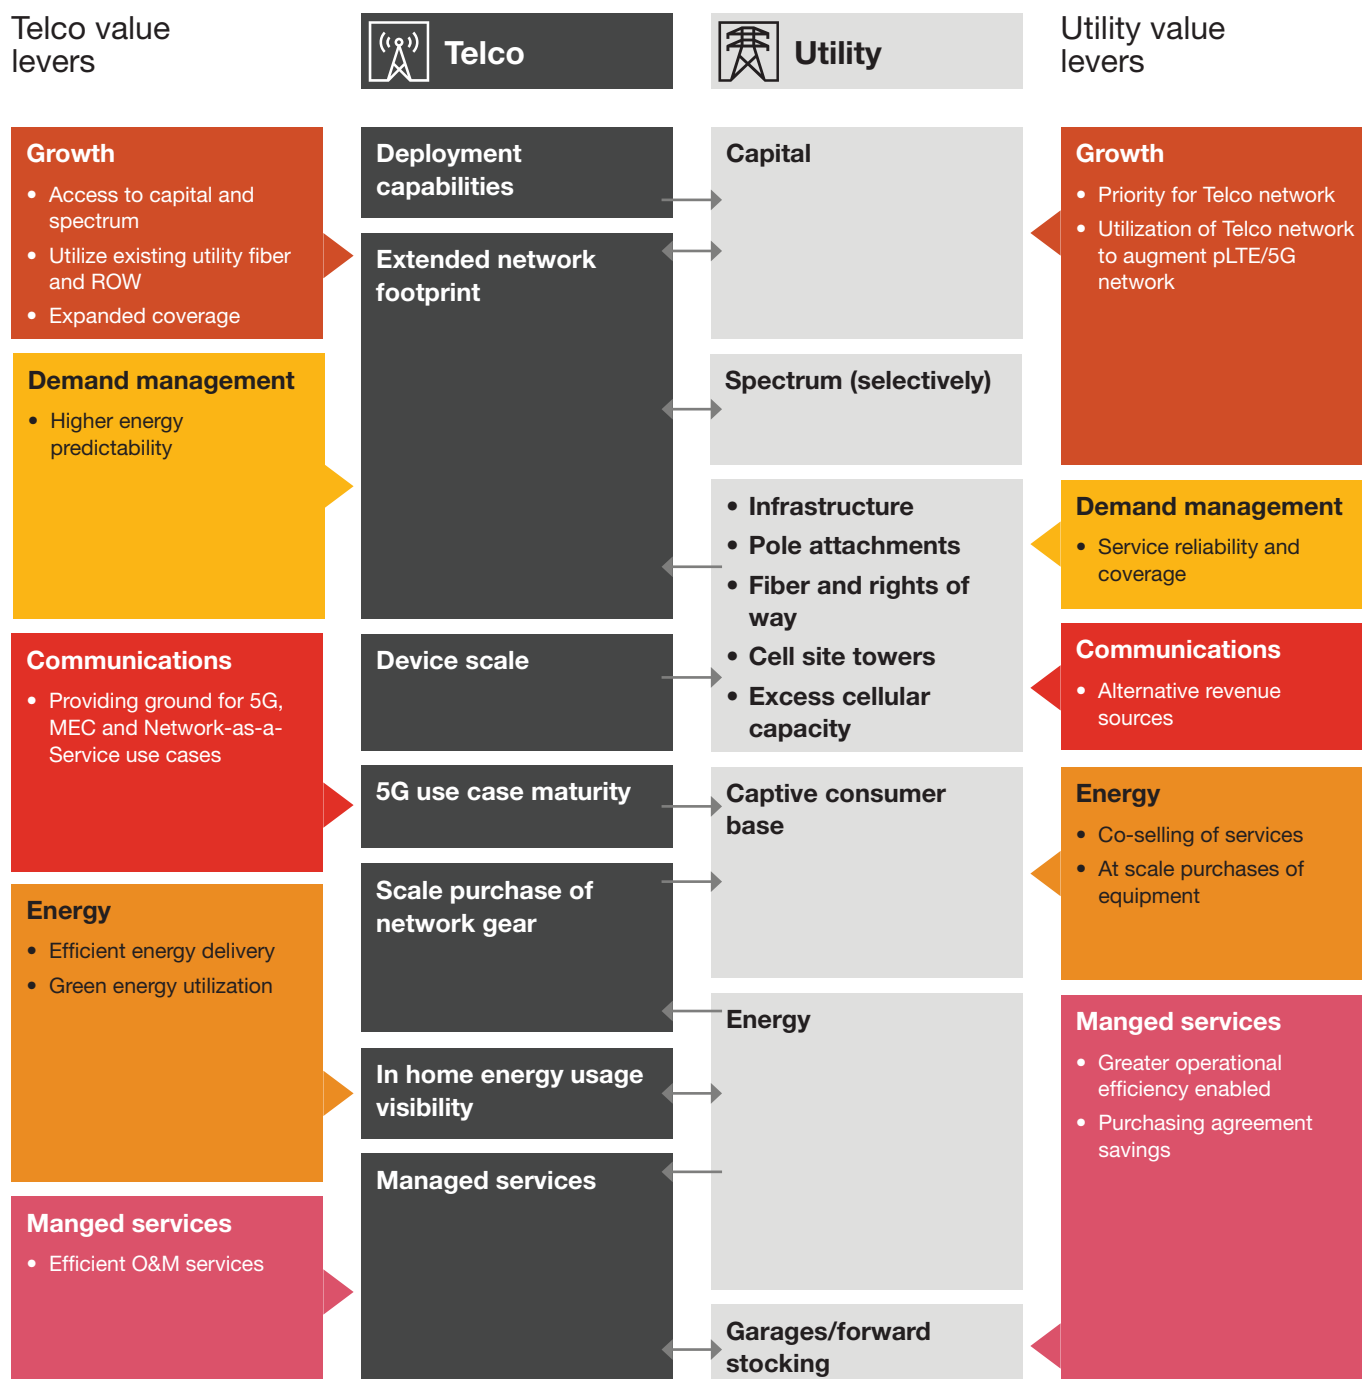 Telco value
levers
Telco
Utility
Utility value
levers
Growth
• Access to capital and
spectrum
• Utilize existing utility fiber
and ROW
• Expanded coverage
Demand management
• Higher energy
predictability
Communications
• Providing ground for 5G,
MEC and Network-as-a-
Service use cases
Energy
• Efficient energy delivery
• Green energy utilization
Manged services
• Efficient O&M services
Deployment
capabilities
Extended network
footprint
Device scale
5G use case maturity
Scale purchase of
network gear
In home energy usage
visibility
Managed services
Capital
Spectrum (selectively)
• Infrastructure
• Pole attachments
• Fiber and rights of
way
• Cell site towers
• Excess cellular
capacity
Captive consumer
base
Energy
Garages/forward
stocking
Growth
• Priority for Telco network
• Utilization of Telco network
to augment pLTE/5G
network
Demand management
• Service reliability and
coverage
Communications
• Alternative revenue
sources
Energy
• Co-selling of services
• At scale purchases of
equipment
Manged services
• Greater operational
efficiency enabled
• Purchasing agreement
savings